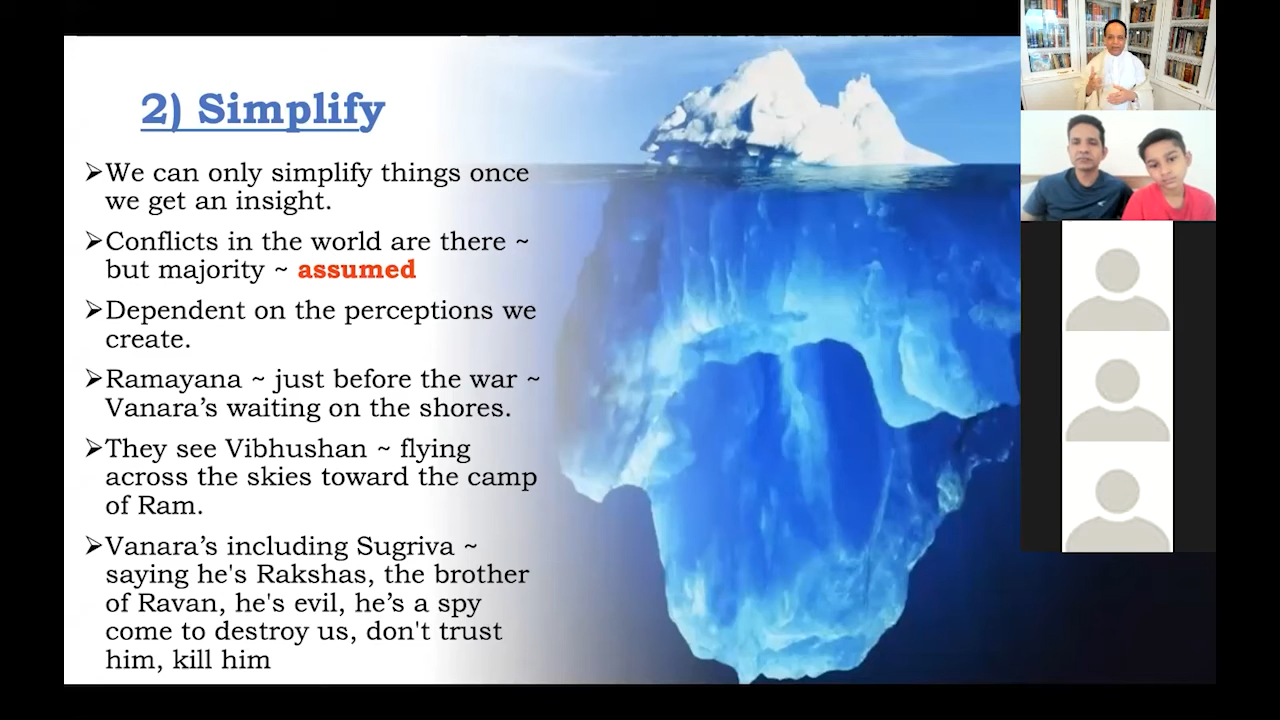 2) Simplify
➢We can only simplify things once
we get an insight.
➢Conflicts in the world are there ~
but majority ~ assumed
➢Dependent on the perceptions we
create.
➢Ramayana ~ just before the war ~
Vanara’s waiting on the shores.
➢They see Vibhushan ~ flying
across the skies toward the camp
of Ram.
➢Vanara’s including Sugriva ~
saying he's Rakshas, the brother
of Ravan, he's evil, he’s a spy
come to destroy us, don't trust
him, kill him